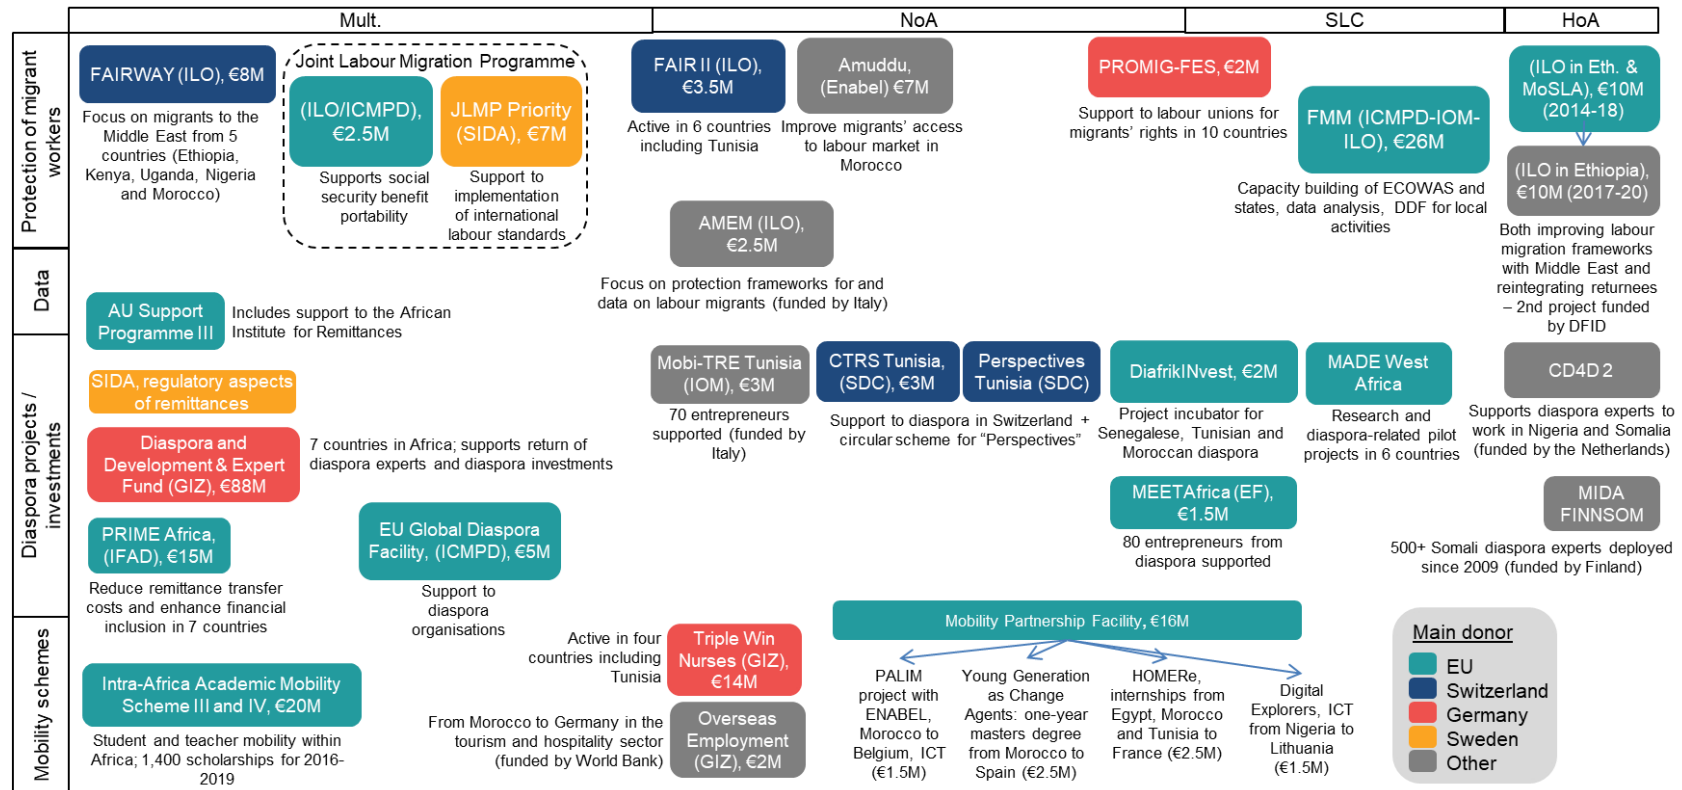 Mult.
NoA
SLC
HoA
Protection of migrant
workers
FAIRWAY (ILO), €8M
Focus on migrants to the
Middle East from 5
countries (Ethiopia,
Kenya, Uganda, Nigeria
and Morocco)
Joint Labour Migration Programme
(ILO/ICMPD),
€2.5M
Supports social
security benefit
portability
JLMP Priority
(SIDA), €7M
Support to
implementation
of international
labour standards
FAIR II (ILO),
€3.5M
Active in 6 countries
including Tunisia
Amuddu,
(Enabel) €7M
Improve migrants' access
to labour market in
Morocco
AMEM (ILO),
€2.5M
Focus on protection frameworks for and
data on labour migrants (funded by Italy)
PROMIG-FES, €2M
Support to labour unions for
migrants' rights in 10 countries
FMM (ICMPD-IOM-
ILO), €26M
Capacity building of ECOWAS and
states, data analysis, DDF for local
activities
(ILO in Eth. &
MoSLA), €10M
(2014-18)
(ILO in Ethiopia),
€10M (2017-20)
Both improving labour
migration frameworks
with Middle East and
reintegrating returnees
– 2nd project funded
by DFID
Data
AU Support
Programme III
Includes support to the African
Institute for Remittances
Diaspora projects /
investments
SIDA, regulatory aspects
of remittances
Diaspora and
Development & Expert
Fund (GIZ), €88M
7 countries in Africa; supports return of
diaspora experts and diaspora investments
PRIME Africa,
(IFAD), €15M
Reduce remittance transfer
costs and enhance financial
inclusion in 7 countries
EU Global Diaspora
Facility, (ICMPD) €5M
Support to
diaspora
organisations
Mobi-TRE Tunisia
(IOM), €3M
70 entrepreneurs
supported (funded by
Italy)
CTRS Tunisia,
(SDC), €3M
Perspectives
Tunisia (SDC)
Support to diaspora in Switzerland +
circular scheme for “Perspectives”
DiafrikINvest, €2M
Project incubator for
Senegalese, Tunisian and
Moroccan diaspora
MADE West
Africa
Research and
diaspora-related pilot
projects in 6 countries
CD4D 2
Supports diaspora experts to
work in Nigeria and Somalia
(funded by the Netherlands)
MEETAfrica (EF),
€1.5M
80 entrepreneurs from
diaspora supported
MIDA
FINNSOM
500+ Somali diaspora experts deployed
since 2009 (funded by Finland)
Mobility schemes
Intra-Africa Academic Mobility
Scheme III and IV, €20M
Student and teacher mobility within
Africa; 1,400 scholarships for 2016-
2019
Active in four
countries including
Tunisia
Triple Win
Nurses (GIZ),
€14M
From Morocco to Germany in the
tourism and hospitality sector
(funded by World Bank)
Overseas
Employment
(GIZ), €2M
Mobility Partnership Facility, €16M
PALIM
project with
ENABEL,
Morocco to
Belgium, ICT
(€1.5M)
Young Generation
as Change
Agents: one-year
masters degree
from Morocco to
Spain (€2.5M)
HOMERe,
internships from
Egypt, Morocco
and Tunisia to
France (€2.5M)
Digital
Explorers, ICT
from Nigeria to
Lithuania
(€1.5M)
Main donor
EU
Switzerland
Germany
Sweden
Other